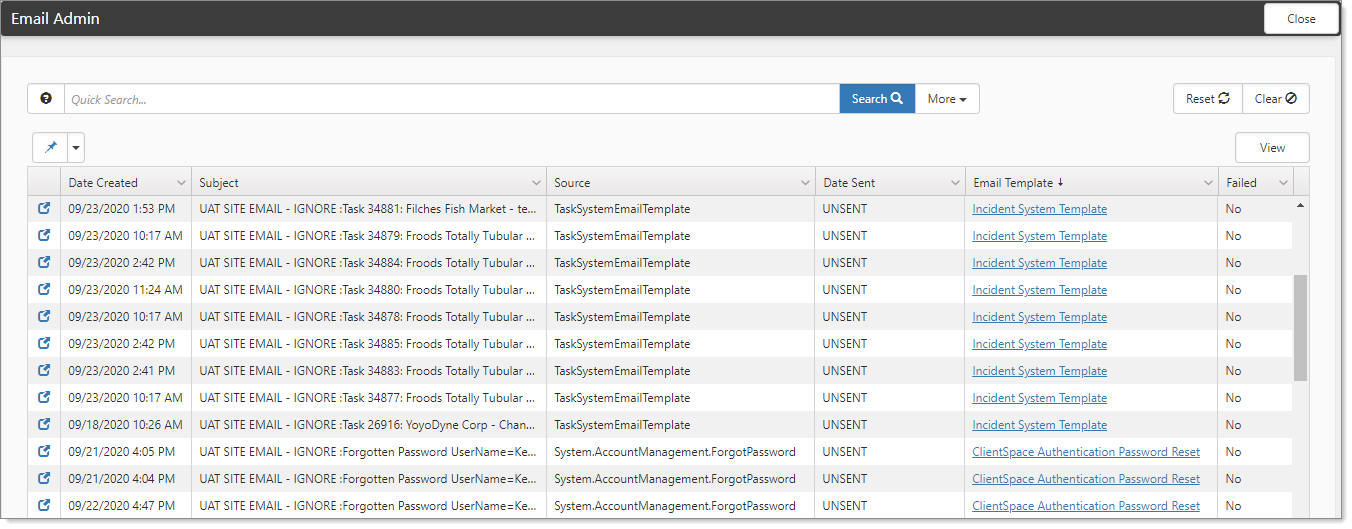 Email Admin Close
Quick Search... Search More Reset Clear
View
Date Created Subject Source Date Sent Email Template Failed
09/23/2020 1:53 PM UAT SITE EMAIL - IGNORE :Task 34881: Filches Fish Market - te... TaskSystemEmailTemplate UNSENT Incident System Template No
09/23/2020 10:17 AM UAT SITE EMAIL - IGNORE :Task 34879: Froods Totally Tubular ... TaskSystemEmailTemplate UNSENT Incident System Template No
09/23/2020 2:42 PM UAT SITE EMAIL - IGNORE :Task 34884: Froods Totally Tubular ... TaskSystemEmailTemplate UNSENT Incident System Template No
09/23/2020 11:24 AM UAT SITE EMAIL - IGNORE :Task 34880: Froods Totally Tubular ... TaskSystemEmailTemplate UNSENT Incident System Template No
09/23/2020 10:17 AM UAT SITE EMAIL - IGNORE :Task 34878: Froods Totally Tubular ... TaskSystemEmailTemplate UNSENT Incident System Template No
09/23/2020 2:42 PM UAT SITE EMAIL - IGNORE :Task 34885: Froods Totally Tubular ... TaskSystemEmailTemplate UNSENT Incident System Template No
09/23/2020 2:41 PM UAT SITE EMAIL - IGNORE :Task 34883: Froods Totally Tubular ... TaskSystemEmailTemplate UNSENT Incident System Template No
09/23/2020 10:17 AM UAT SITE EMAIL - IGNORE :Task 34877: Froods Totally Tubular ... TaskSystemEmailTemplate UNSENT Incident System Template No
09/18/2020 10:26 AM UAT SITE EMAIL - IGNORE :Task 26916: YoyoDyne Corp - Chan... TaskSystemEmailTemplate UNSENT Incident System Template No
09/21/2020 4:05 PM UAT SITE EMAIL - IGNORE :Forgotten Password UserName=Ke... System.AccountManagement.ForgotPassword UNSENT ClientSpace Authentication Password Reset No
09/21/2020 4:04 PM UAT SITE EMAIL - IGNORE :Forgotten Password UserName=Ke... System.AccountManagement.ForgotPassword UNSENT ClientSpace Authentication Password Reset No
09/22/2020 4:47 PM UAT SITE EMAIL - IGNORE :Forgotten Password UserName=Ke... System.AccountManagement.ForgotPassword UNSENT ClientSpace Authentication Password Reset No